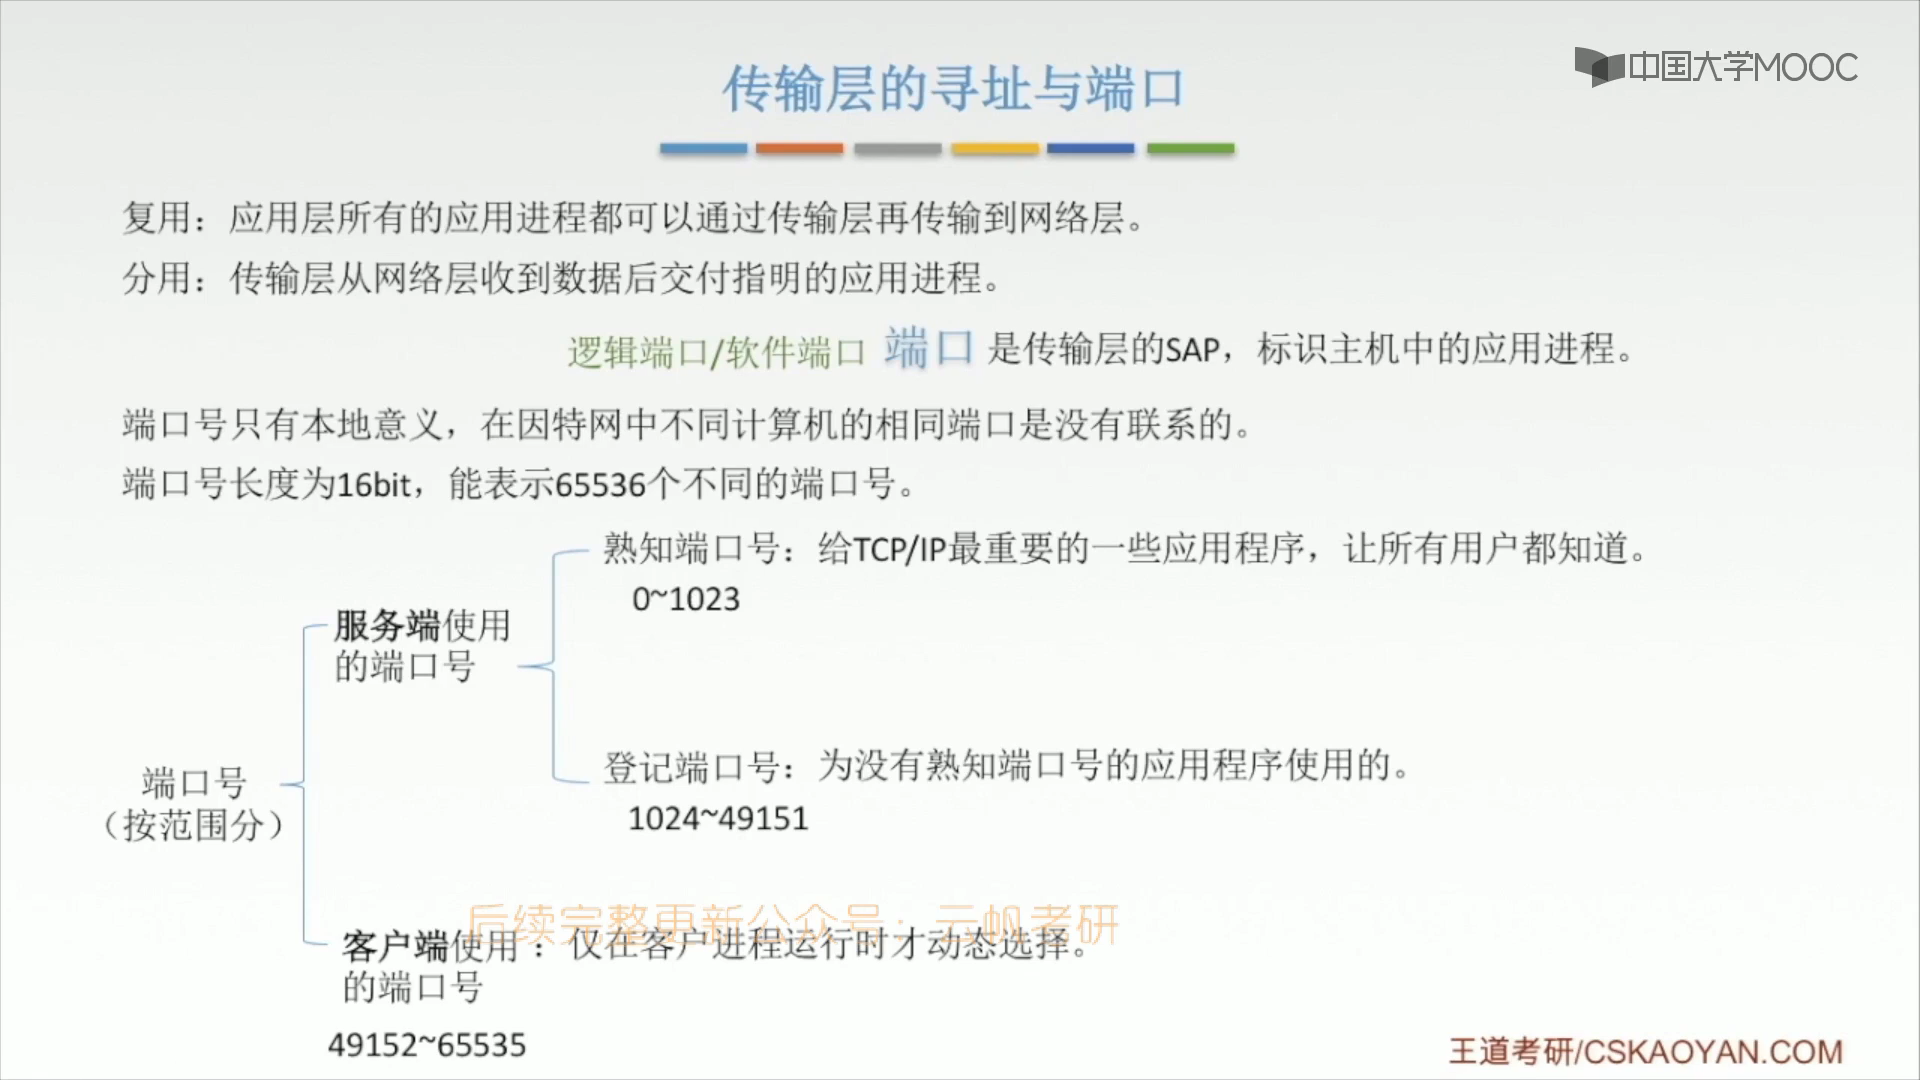 中国大学MOOC
传输层的寻址与端口
复用：应用层所有的应用进程都可以通过传输层再传输到网络层。
分用：传输层从网络层收到数据后交付指明的应用进程。
逻辑端口/软件端口 端口 是传输层的SAP，标识主机中的应用进程。
端口号只有本地意义，在因特网中不同计算机的相同端口是没有联系的。
端口号长度为16bit，能表示65536个不同的端口号。
熟知端口号：给TCP/IP最重要的一些应用程序，让所有用户都知道。
0~1023
服务端使用
的端口号
登记端口号：为没有熟知端口号的应用程序使用的。
1024~49151
端口号
（按范围分）
后续完整更新公众号：云帆考研
客户端使用：仅在客户进程运行时才动态选择。
的端口号
49152~65535
王道考研/CSKAOYAN.COM